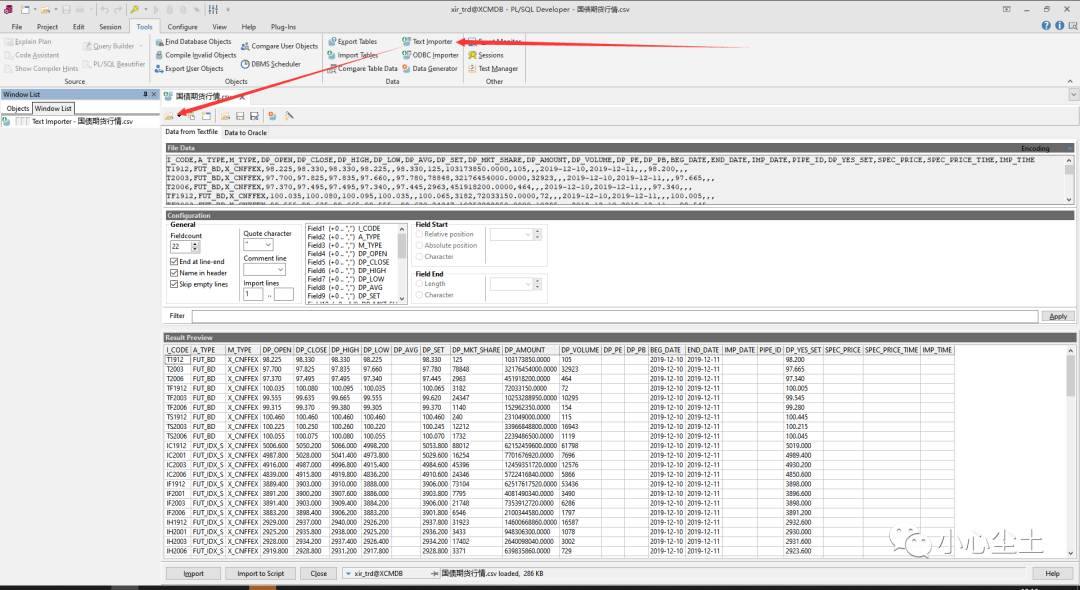 xir_trd@XCMDB - PL/SQL Developer - 国债期货行情.csv
File Project Edit Session Tools Configure View Help Plug-Ins
Explain Plan Query Builder Find Database Objects Compare User Objects Export Tables Text Importer Event Monitor
Code Assistant PL/SQL Beautifier Compile Invalid Objects DBMS Scheduler Import Tables ODBC Importer Sessions
Show Compiler Hints Export User Objects Compare Table Data Data Generator Test Manager
Source Objects Data Other
Window List
国债期货行情.csv
Objects Window List
Text Importer - 国债期货行情.csv
Data from Textfile Data to Oracle
File Data Encoding
I_CODE,A_TYPE,M_TYPE,DP_OPEN,DP_CLOSE,DP_HIGH,DP_LOW,DP_AVG,DP_SET,DP_MKT_SHARE,DP_AMOUNT,DP_VOLUME,DP_PE,DP_PB,BEG_DATE,END_DATE,IMP_DATE,PIPE_ID,DP_YES_SET,SPEC_PRICE,SPEC_PRICE_TIME,IMP_TIME
T1912,FUT_BD,X_CNFFEX,98.225,98.330,98.330,98.225,,98.330,125,103173850.0000,105,,,2019-12-10,2019-12-11,,,98.200,,,
T2003,FUT_BD,X_CNFFEX,97.700,97.825,97.835,97.660,,97.780,78848,32176454000.0000,32923,,,2019-12-10,2019-12-11,,,97.665,,,
T2006,FUT_BD,X_CNFFEX,97.370,97.495,97.495,97.340,,97.445,2963,451918200.0000,464,,,2019-12-10,2019-12-11,,,97.340,,,
TF1912,FUT_BD,X_CNFFEX,100.035,100.080,100.095,100.035,,100.065,3182,72033150.0000,72,,,2019-12-10,2019-12-11,,,100.005,,,
Configuration
General
Fieldcount
22
End at line-end
Name in header
Skip empty lines
Quote character
"
Comment line
Import lines
1 ..
Field1 (+0 .. ",") I_CODE
Field2 (+0 .. ",") A_TYPE
Field3 (+0 .. ",") M_TYPE
Field4 (+0 .. ",") DP_OPEN
Field5 (+0 .. ",") DP_CLOSE
Field6 (+0 .. ",") DP_HIGH
Field7 (+0 .. ",") DP_LOW
Field8 (+0 .. ",") DP_AVG
Field9 (+0 .. ",") DP_SET
Field Start
Relative position
Absolute position
Character
Field End
Length
Character
Filter Apply
Result Preview
I_CODE A_TYPE M_TYPE DP_OPEN DP_CLOSE DP_HIGH DP_LOW DP_AVG DP_SET DP_MKT_SHARE DP_AMOUNT DP_VOLUME DP_PE DP_PB BEG_DATE END_DATE IMP_DATE PIPE_ID DP_YES_SET SPEC_PRICE SPEC_PRICE_TIME IMP_TIME
T1912 FUT_BD X_CNFFEX 98.225 98.330 98.330 98.225 98.330 125 103173850.0000 105 2019-12-10 2019-12-11 98.200
T2003 FUT_BD X_CNFFEX 97.700 97.825 97.835 97.660 97.780 78848 32176454000.0000 32923 2019-12-10 2019-12-11 97.665
T2006 FUT_BD X_CNFFEX 97.370 97.495 97.495 97.340 97.445 2963 451918200.0000 464 2019-12-10 2019-12-11 97.340
TF1912 FUT_BD X_CNFFEX 100.035 100.080 100.095 100.035 100.065 3182 72033150.0000 72 2019-12-10 2019-12-11 100.005
TF2003 FUT_BD X_CNFFEX 99.555 99.635 99.665 99.555 99.620 24347 10253288950.0000 10295 2019-12-10 2019-12-11 99.545
TF2006 FUT_BD X_CNFFEX 99.315 99.370 99.380 99.305 99.370 1140 152962350.0000 154 2019-12-10 2019-12-11 99.280
TS1912 FUT_BD X_CNFFEX 100.460 100.460 100.460 100.460 100.460 240 231049000.0000 115 2019-12-10 2019-12-11 100.445
TS2003 FUT_BD X_CNFFEX 100.225 100.250 100.260 100.220 100.245 12212 33966848800.0000 16943 2019-12-10 2019-12-11 100.215
TS2006 FUT_BD X_CNFFEX 100.055 100.075 100.080 100.055 100.070 1732 2239486500.0000 1119 2019-12-10 2019-12-11 100.045
IC1912 FUT_IDX_S X_CNFFEX 5006.600 5050.200 5066.000 4998.200 5053.800 88012 62152459600.0000 61798 2019-12-10 2019-12-11 5019.000
IC2001 FUT_IDX_S X_CNFFEX 4987.800 5028.000 5041.400 4973.800 5029.600 16254 7701676920.0000 7696 2019-12-10 2019-12-11 4989.400
IC2003 FUT_IDX_S X_CNFFEX 4916.000 4987.000 4996.800 4915.400 4984.600 45396 12459351720.0000 12576 2019-12-10 2019-12-11 4930.200
IC2006 FUT_IDX_S X_CNFFEX 4839.000 4915.800 4919.800 4836.200 4910.600 24346 5722416840.0000 5866 2019-12-10 2019-12-11 4850.600
IF1912 FUT_IDX_S X_CNFFEX 3889.400 3903.000 3910.000 3888.000 3906.000 73104 62517617520.0000 53436 2019-12-10 2019-12-11 3898.000
IF2001 FUT_IDX_S X_CNFFEX 3891.200 3900.200 3907.600 3886.000 3903.800 7795 4081490340.0000 3490 2019-12-10 2019-12-11 3896.600
IF2003 FUT_IDX_S X_CNFFEX 3891.400 3903.000 3909.400 3884.200 3906.000 21748 7353912720.0000 6286 2019-12-10 2019-12-11 3898.000
IF2006 FUT_IDX_S X_CNFFEX 3883.200 3898.400 3906.200 3883.200 3901.800 6546 2100344580.0000 1797 2019-12-10 2019-12-11 3891.200
IH1912 FUT_IDX_S X_CNFFEX 2929.000 2937.000 2940.000 2926.200 2937.800 31923 14600668860.0000 16587 2019-12-10 2019-12-11 2932.600
IH2001 FUT_IDX_S X_CNFFEX 2925.200 2935.800 2938.000 2925.200 2936.200 3433 948306300.0000 1078 2019-12-10 2019-12-11 2930.000
IH2003 FUT_IDX_S X_CNFFEX 2928.000 2934.200 2937.400 2926.400 2934.200 17402 2640098040.0000 3002 2019-12-10 2019-12-11 2931.600
IH2006 FUT_IDX_S X_CNFFEX 2919.800 2928.800 2931.200 2917.800 2928.800 3371 639835860.0000 729 2019-12-10 2019-12-11 2923.600
小心尘土
Import Import to Script Close xir_trd@XCMDB 国债期货行情.csv loaded, 286 KB Help